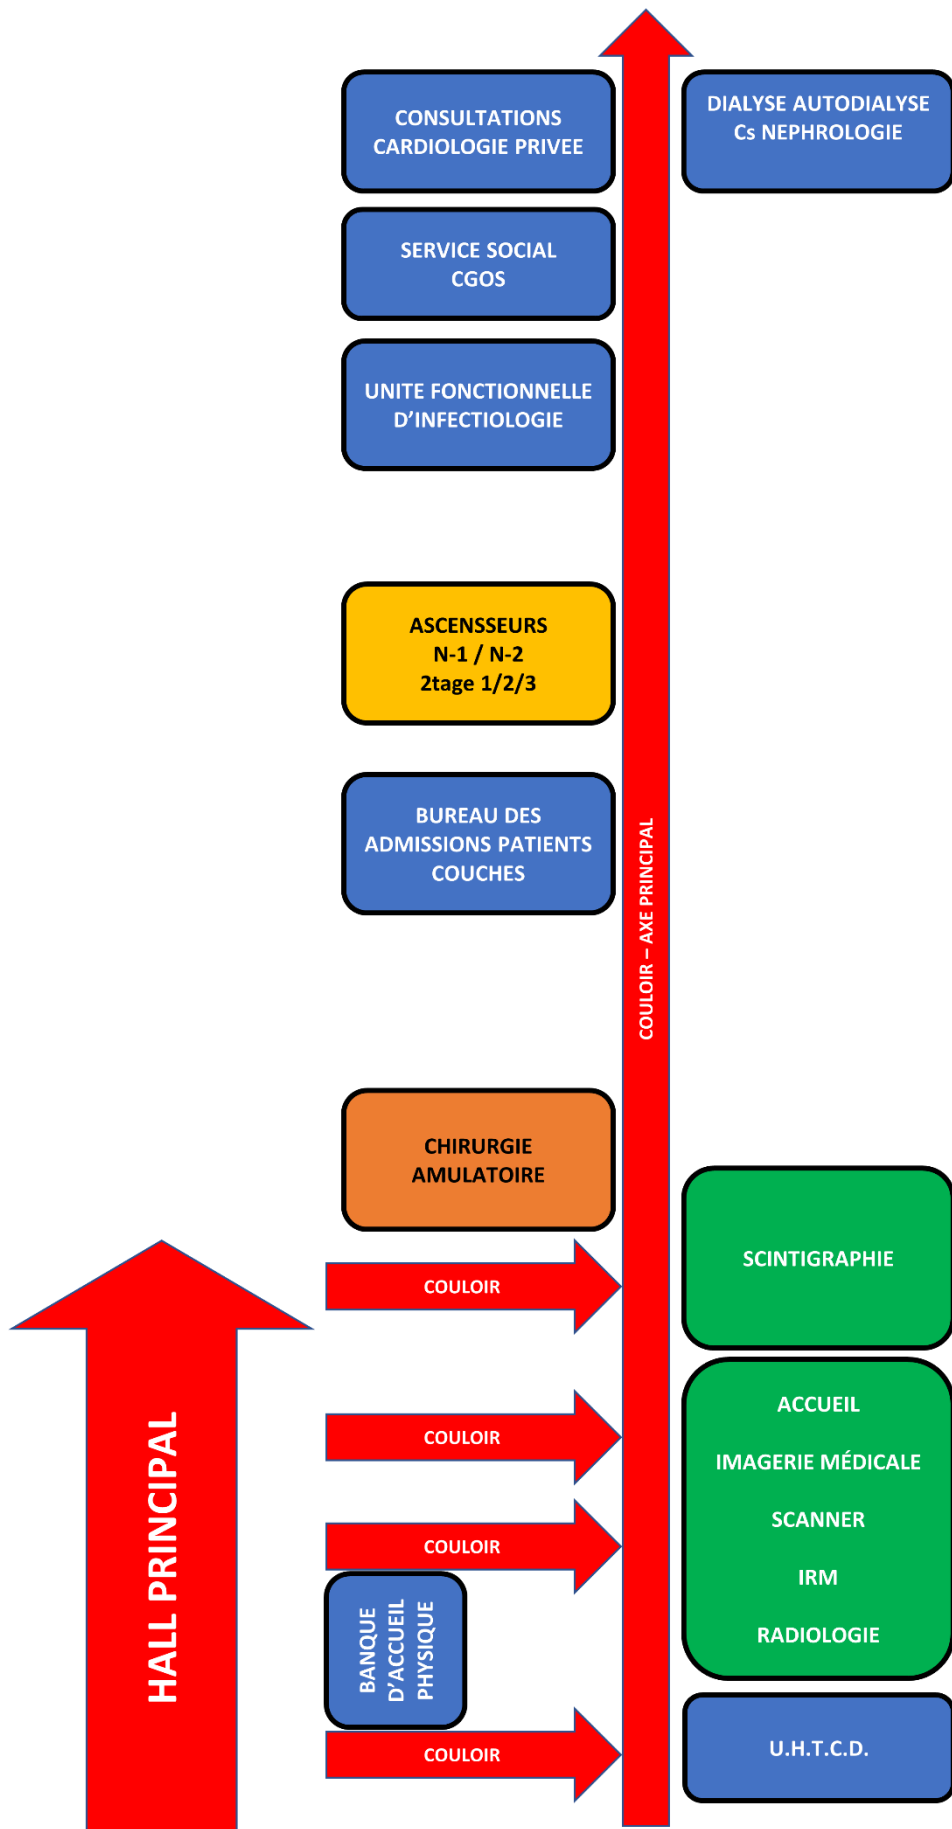 CONSULTATIONS
CARDIOLOGIE PRIVEE
DIALYSE AUTODIALYSE
Cs NEPHROLOGIE
SERVICE SOCIAL
CGOS
UNITE FONCTIONNELLE
D’INFECTIOLOGIE
ASCENSSEURS
N-1 / N-2
2tage 1/2/3
BUREAU DES
ADMISSIONS PATIENTS
COUCHES
COULOIR – AXE PRINCIPAL
CHIRURGIE
AMULATOIRE
SCINTIGRAPHIE
COULOIR
HALL PRINCIPAL
COULOIR
COULOIR
ACCUEIL
IMAGERIE MÉDICALE
SCANNER
IRM
RADIOLOGIE
BANQUE
D’ACCUEIL
PHYSIQUE
COULOIR
U.H.T.C.D.